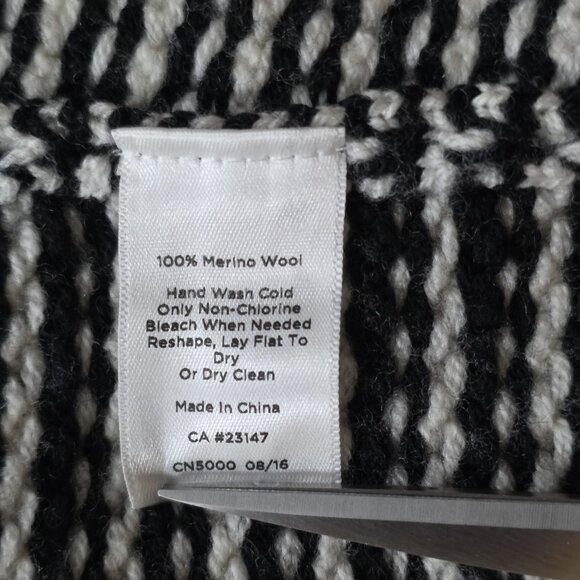 100% Merino Wool
Hand Wash Cold
Only Non-Chlorine
Bleach When Needed
Reshape, Lay Flat To
Dry
Or Dry Clean
Made In China
CA #23147
CN5000 08/16